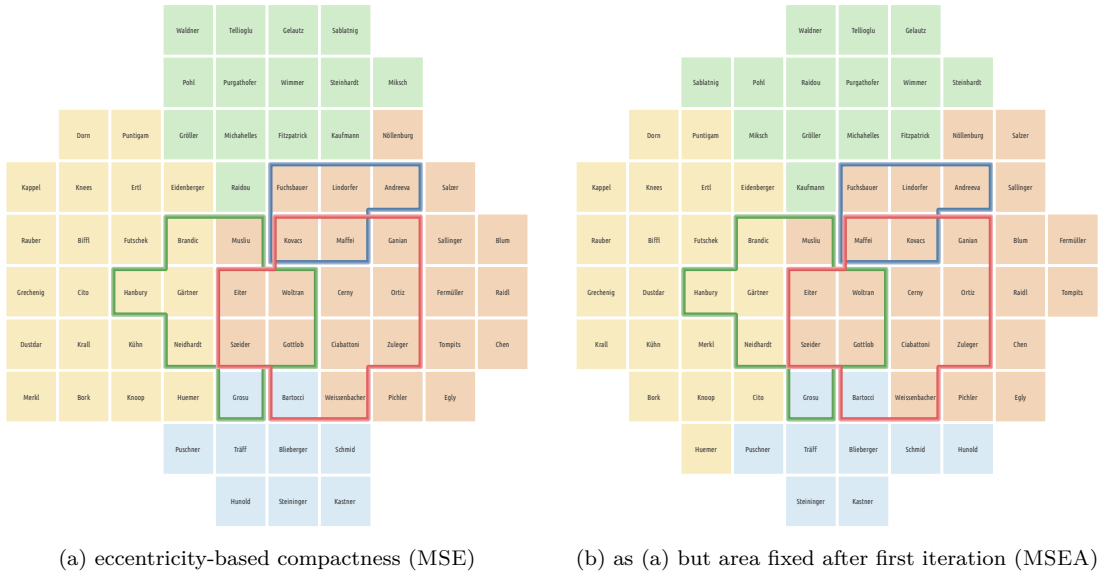 Waldner Tellioglu Gelautz Sablatnig
Pohl Purgathofer Wimmer Steinhardt Miksch
Dorn Puntigam Gröller Michahelles Fitzpatrick Kaufmann Nöllenburg
Kappel Knees Ertl Eidenberger Raidou Fuchsbauer Lindorfer Andreeva Salzer
Rauber Biffl Futschek Brandic Musliu Kovacs Maffei Ganian Sallinger Blum
Grechenig Cito Hanbury Gärtner Eiter Woltran Cerny Ortiz Fermüller Raidl
Dustdar Krall Kühn Neidhardt Szeider Gottlob Ciabattoni Zuleger Tompits Chen
Merkl Bork Knoop Huemer Grosu Bartocci Weissenbacher Pichler Egly
Puschner Träff Blieberger Schmid
Hunold Steininger Kastner
(a) eccentricity-based compactness (MSE)
Waldner Tellioglu Gelautz
Sablatnig Pohl Raidou Purgathofer Wimmer Steinhardt
Dorn Puntigam Miksch Gröller Michahelles Fitzpatrick Nöllenburg Salzer
Kappel Knees Ertl Eidenberger Kaufmann Fuchsbauer Lindorfer Andreeva Sallinger
Rauber Biffl Futschek Brandic Musliu Maffei Kovacs Ganian Blum Fermüller
Grechenig Dustdar Hanbury Gärtner Eiter Woltran Cerny Ortiz Raidl Tompits
Krall Kühn Merkl Neidhardt Szeider Gottlob Ciabattoni Zuleger Chen
Bork Knoop Cito Grosu Bartocci Weissenbacher Pichler Egly
Huemer Puschner Träff Blieberger Schmid Hunold
Steininger Kastner
(b) as (a) but area fixed after first iteration (MSEA)